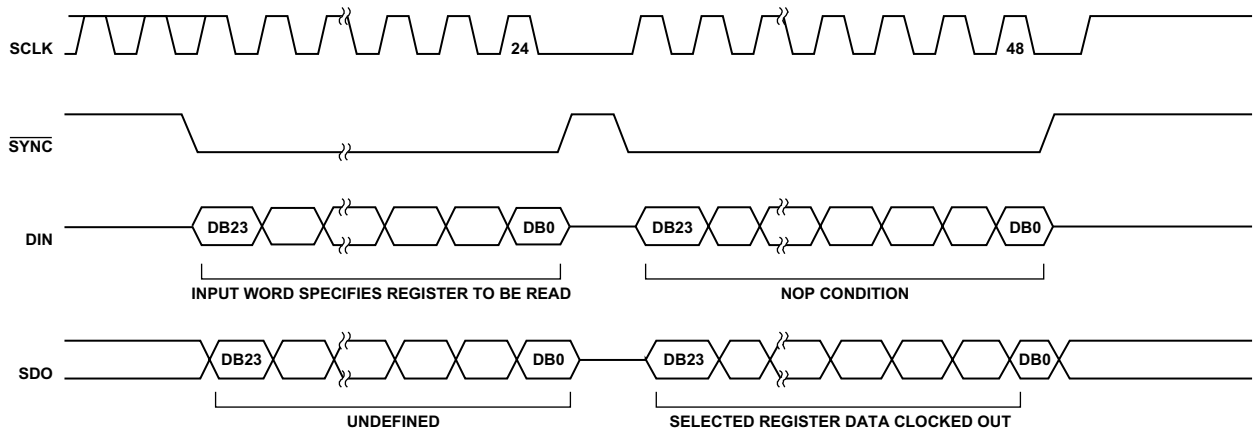 SCLK
24
48
SYNC
DIN
DB23
DB0
DB23
DB0
INPUT WORD SPECIFIES REGISTER TO BE READ
NOP CONDITION
SDO
DB23
DB0
DB23
DB0
UNDEFINED
SELECTED REGISTER DATA CLOCKED OUT